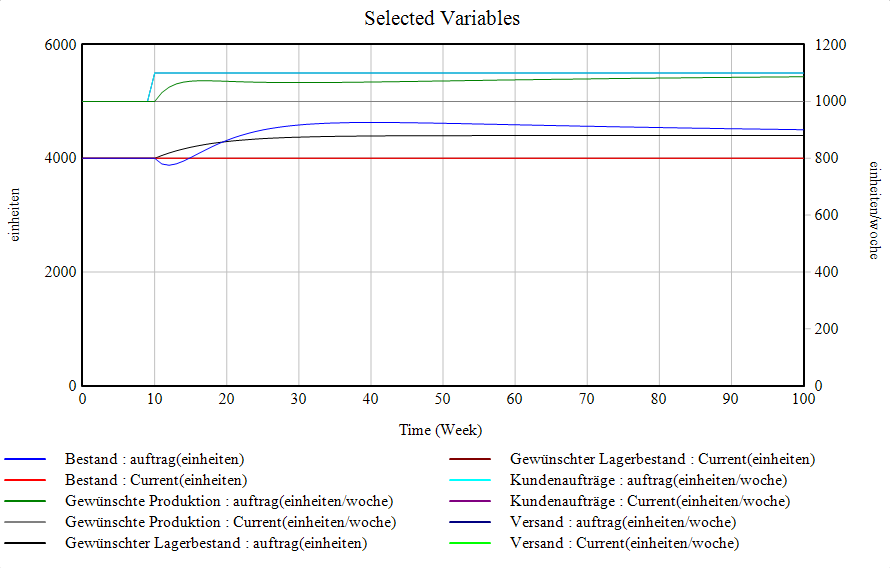 Selected Variables
6000
1200
1000
4000
800
einheiten
einheiten/woche
600
2000
400
200
0
0
0
10
20
30
40
50
60
70
80
90
100
Time (Week)
Bestand : auftrag(einheiten)
Bestand : Current(einheiten)
Gewünschte Produktion : auftrag(einheiten/woche)
Gewünschte Produktion : Current(einheiten/woche)
Gewünschter Lagerbestand : auftrag(einheiten)
Gewünschter Lagerbestand : Current(einheiten)
Kundenaufträge : auftrag(einheiten/woche)
Kundenaufträge : Current(einheiten/woche)
Versand : auftrag(einheiten/woche)
Versand : Current(einheiten/woche)